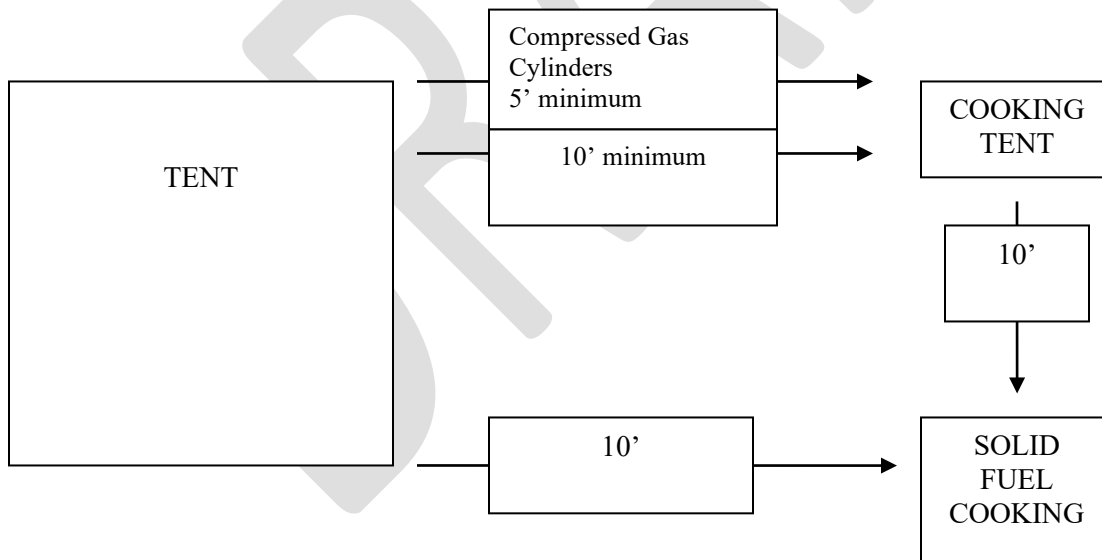 Compressed Gas
Cylinders
5’ minimum
COOKING
TENT
TENT
10’ minimum
10’
10’
SOLID
FUEL
COOKING